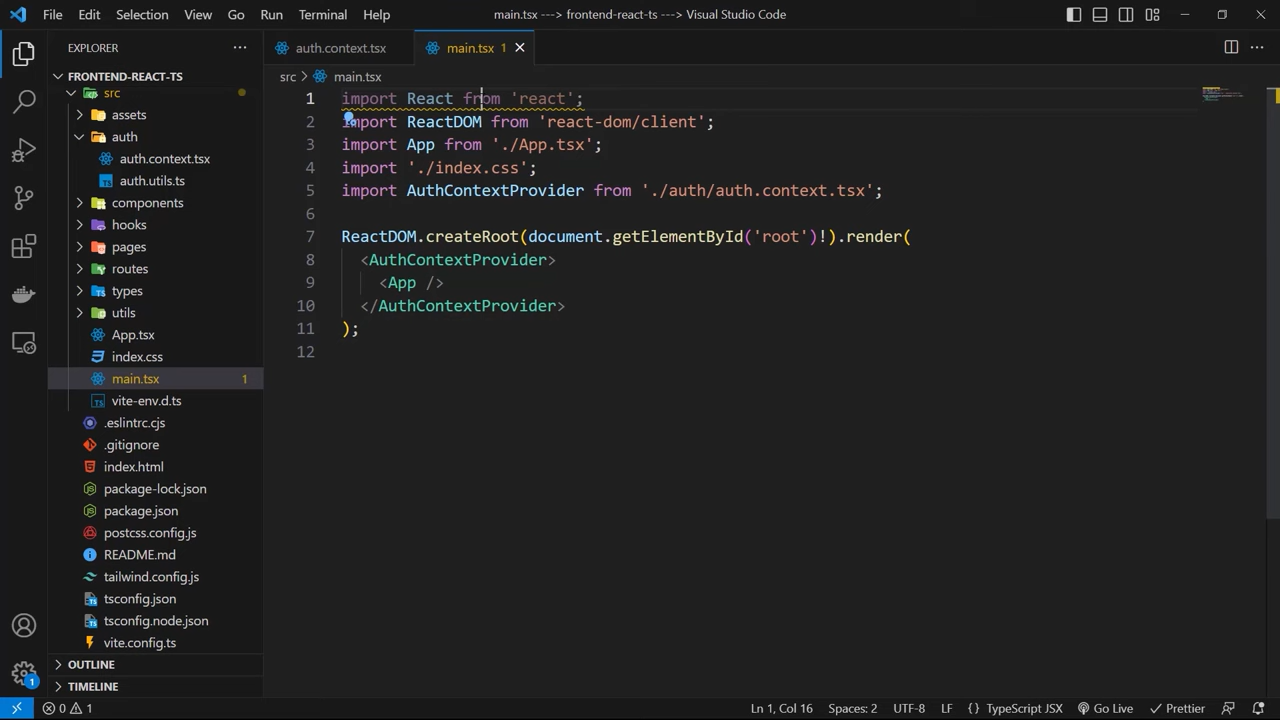 File Edit Selection View Go Run Terminal Help
main.tsx ---> frontend-react-ts ---> Visual Studio Code
EXPLORER
FRONTEND-REACT-TS
src
assets
auth
auth.context.tsx
auth.utils.ts
components
hooks
pages
routes
types
utils
App.tsx
index.css
main.tsx 1
vite-env.d.ts
.eslintrc.cjs
.gitignore
index.html
package-lock.json
package.json
postcss.config.js
README.md
tailwind.config.js
tsconfig.json
tsconfig.node.json
vite.config.ts
OUTLINE
TIMELINE
1
auth.context.tsx
main.tsx 1
src > main.tsx
1 import React from 'react';
2 import ReactDOM from 'react-dom/client';
3 import App from './App.tsx';
4 import './index.css';
5 import AuthContextProvider from './auth/auth.context.tsx';
6
7 ReactDOM.createRoot(document.getElementById('root')!).render(
8 <AuthContextProvider>
9 <App />
10 </AuthContextProvider>
11 );
12
0 1 Ln 1, Col 16 Spaces: 2 UTF-8 LF {} TypeScript JSX Go Live Prettier